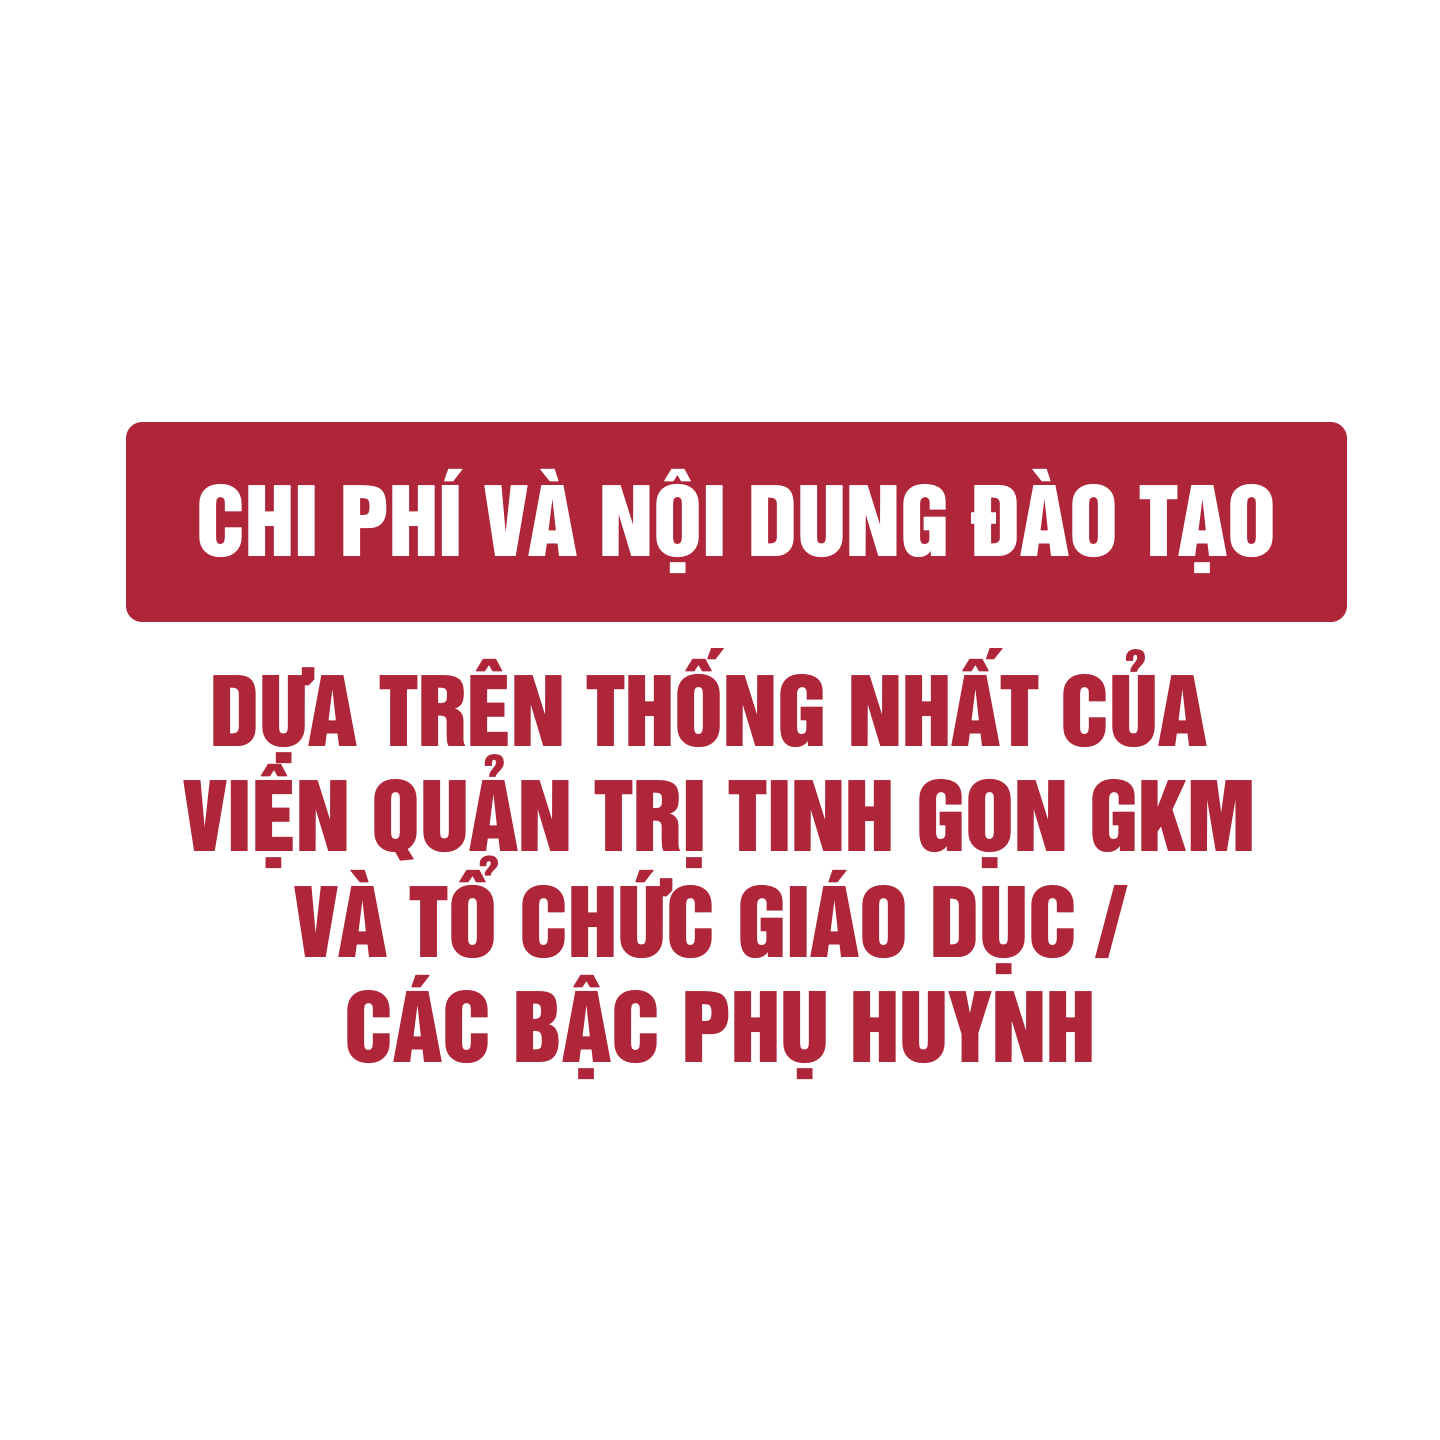 CHI PHÍ VÀ NỘI DUNG ĐÀO TẠO
DỰA TRÊN THỐNG NHẤT CỦA
VIỆN QUẢN TRỊ TINH GỌN GKM
VÀ TỔ CHỨC GIÁO DỤC /
CÁC BẬC PHỤ HUYNH